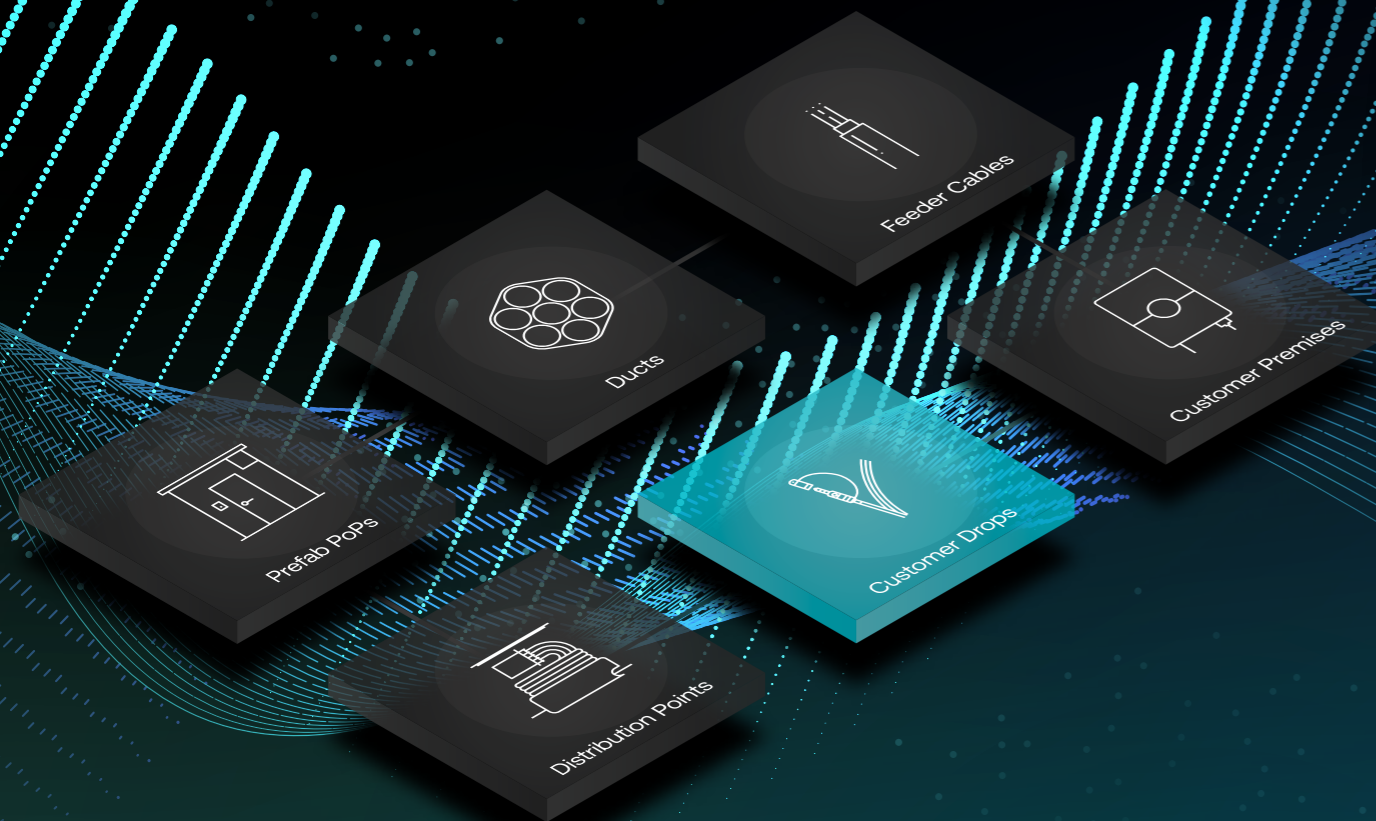 Feeder Cables
Ducts
Customer Premises
Prefab PoPs
Customer Drops
Distribution Points